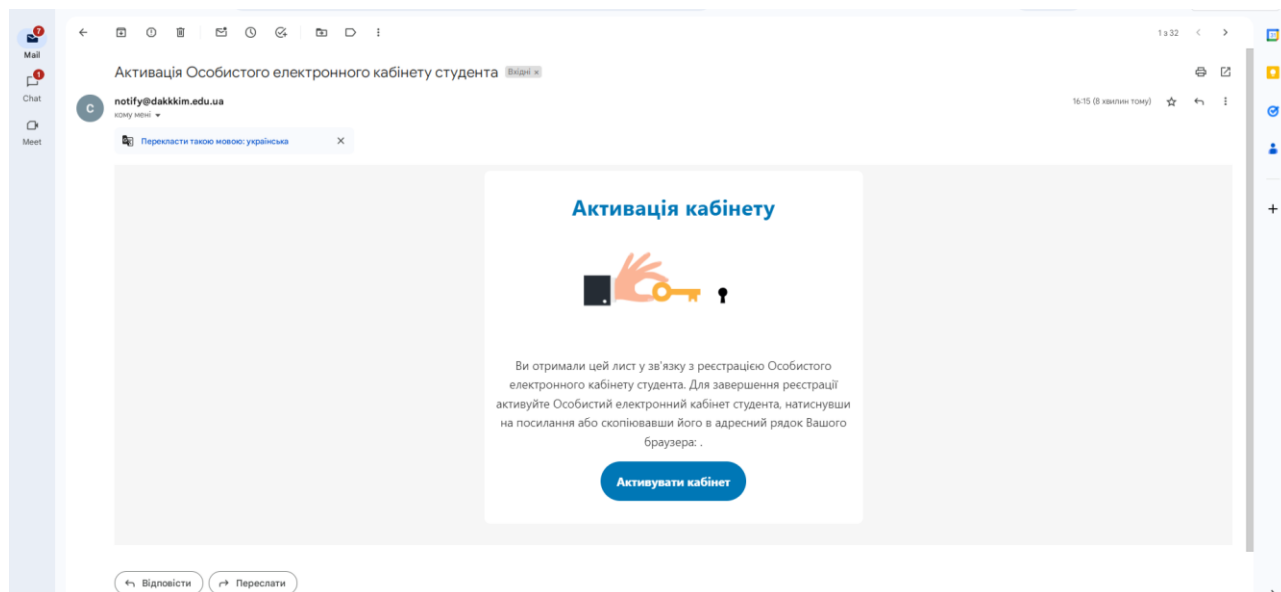 7
Mail
1
Chat
Meet
1 з 32
Активація Особистого електронного кабінету студента Вхідні x
C
notify@dakkkim.edu.ua
16:15 (8 хвилин тому)
кому мені
Перекласти такою мовою: українська
Активація кабінету
Ви отримали цей лист у зв'язку з реєстрацією Особистого
електронного кабінету студента. Для завершення реєстрації
активуйте Особистий електронний кабінет студента, натиснувши
на посилання або скопіювавши його в адресний рядок Вашого
браузера: .
Активувати кабінет
Відповісти
Переслати